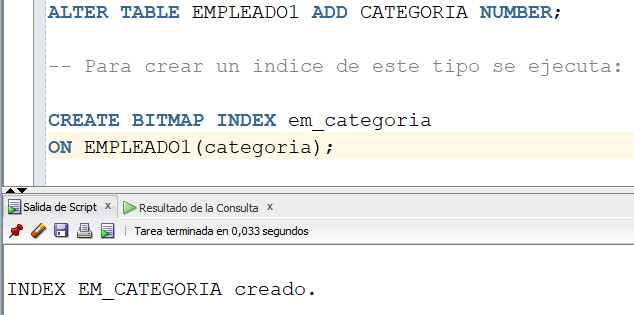 ALTER TABLE EMPLEADO1 ADD CATEGORIA NUMBER;
-- Para crear un indice de este tipo se ejecuta:
CREATE BITMAP INDEX em_categoria
ON EMPLEADO1(categoria);
Salida de Script x Resultado de la Consulta x
Tarea terminada en 0,033 segundos
INDEX EM_CATEGORIA creado.